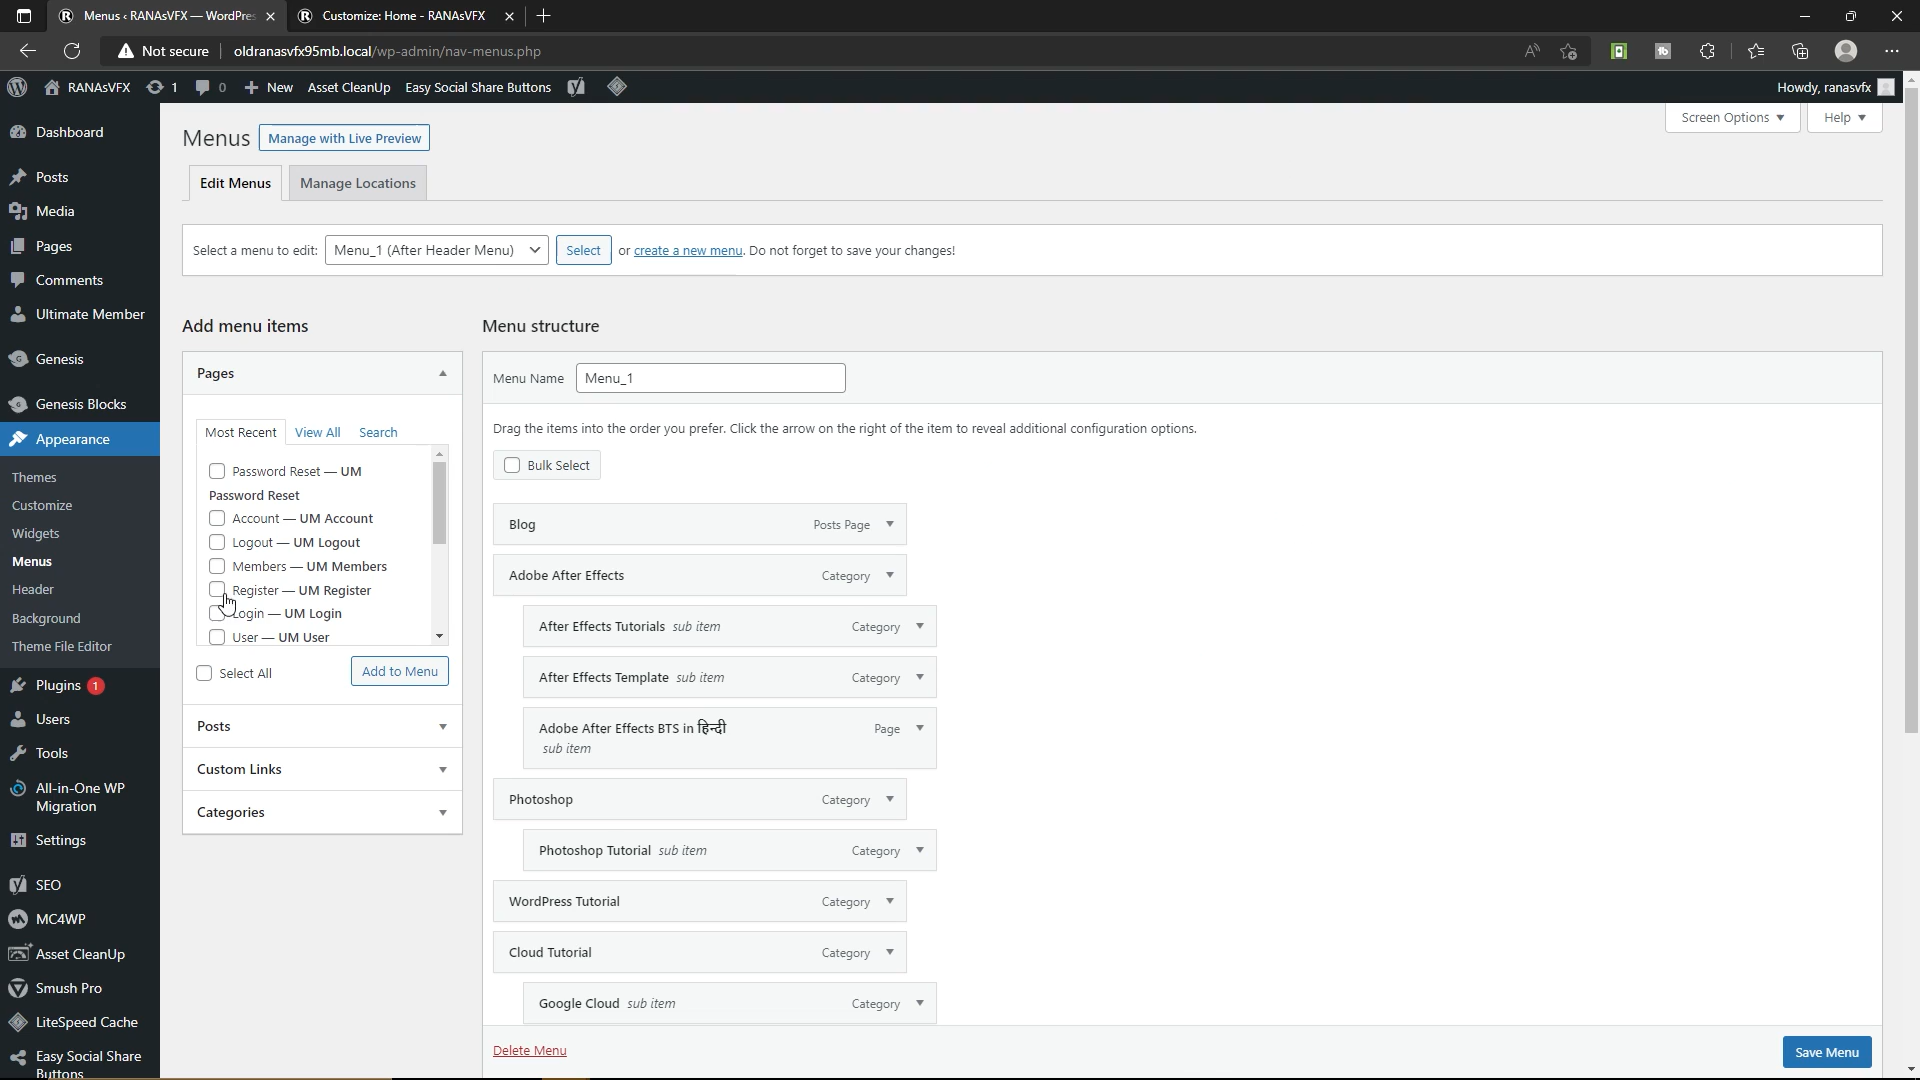 Menus ‹ RANAsVFX — WordPres
Customize: Home - RANAsVFX
Not secure
oldranasvfx95mb.local/wp-admin/nav-menus.php
RANAsVFX
1
0
New
Asset CleanUp
Easy Social Share Buttons
Howdy, ranasvfx
Dashboard
Posts
Media
Pages
Comments
Ultimate Member
Genesis
Genesis Blocks
Appearance
Themes
Customize
Widgets
Menus
Header
Background
Theme File Editor
Plugins 1
Users
Tools
All-in-One WP
Migration
Settings
SEO
MC4WP
Asset CleanUp
Smush Pro
LiteSpeed Cache
Easy Social Share
Buttons
Screen Options
Help
Menus
Manage with Live Preview
Edit Menus
Manage Locations
Select a menu to edit:
Menu_1 (After Header Menu)
Select
or create a new menu. Do not forget to save your changes!
Add menu items
Pages
Most Recent
View All
Search
Password Reset — UM
Password Reset
Account — UM Account
Logout — UM Logout
Members — UM Members
Register — UM Register
Login — UM Login
User — UM User
Select All
Add to Menu
Posts
Custom Links
Categories
Menu structure
Menu Name
Menu_1
Drag the items into the order you prefer. Click the arrow on the right of the item to reveal additional configuration options.
Bulk Select
Blog
Posts Page
Adobe After Effects
Category
After Effects Tutorials sub item
Category
After Effects Template sub item
Category
Adobe After Effects BTS in हिन्दी
sub item
Page
Photoshop
Category
Photoshop Tutorial sub item
Category
WordPress Tutorial
Category
Cloud Tutorial
Category
Google Cloud sub item
Category
Delete Menu
Save Menu